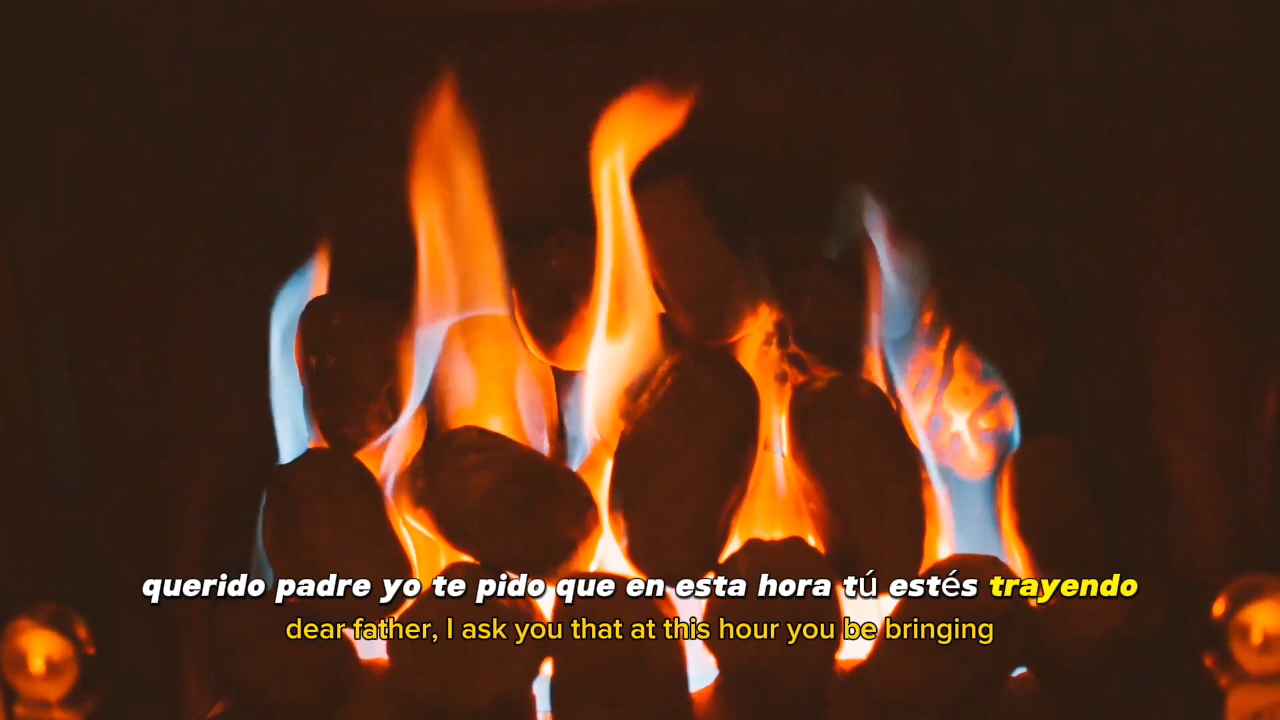 querido padre yo te pido que en esta hora tú estés trayendo
dear father, I ask you that at this hour you be bringing